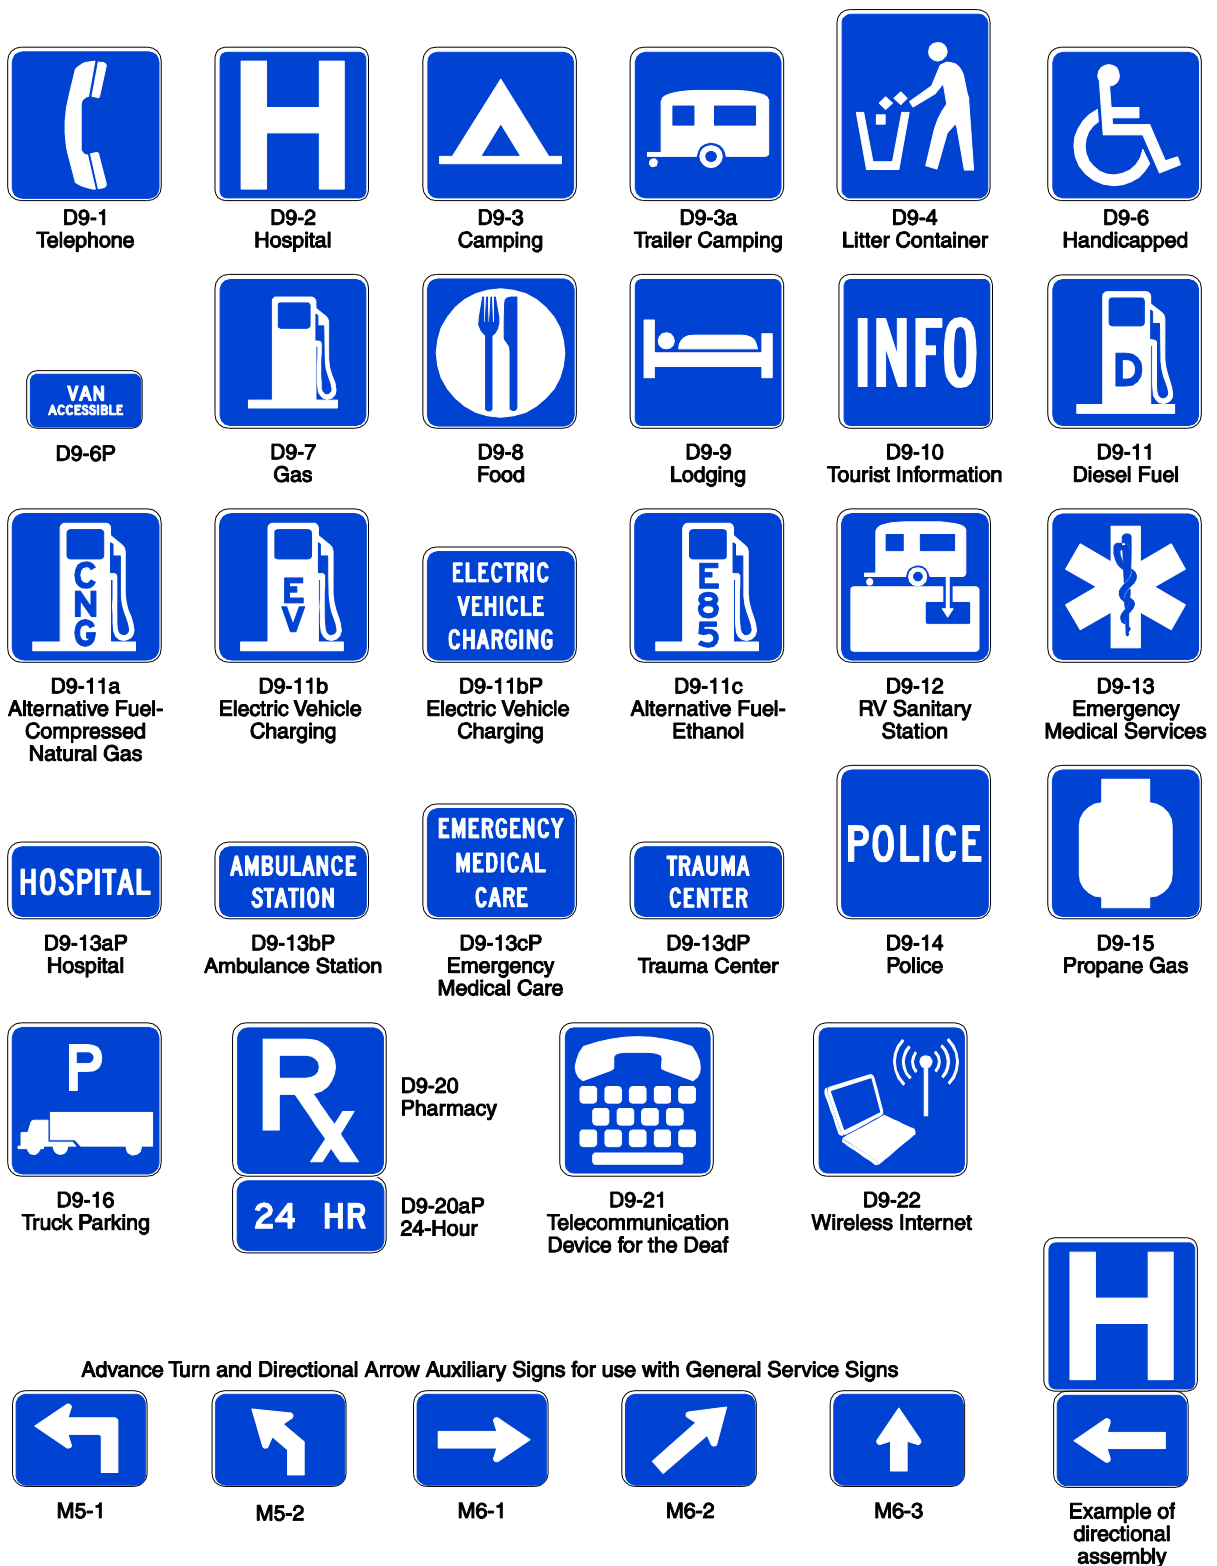 H
D9-1
Telephone
D9-2
Hospital
D9-3
Camping
D9-3a
Trailer Camping
D9-4
Litter Container
D9-6
Handicapped
VAN
ACCESSIBLE
D9-6P
D9-7
Gas
D9-8
Food
D9-9
Lodging
INFO
D9-10
Tourist Information
D
D9-11
Diesel Fuel
CNG
D9-11a
Alternative Fuel-
Compressed
Natural Gas
EV
D9-11b
Electric Vehicle
Charging
ELECTRIC
VEHICLE
CHARGING
D9-11bP
Electric Vehicle
Charging
E85
D9-11c
Alternative Fuel-
Ethanol
D9-12
RV Sanitary
Station
D9-13
Emergency
Medical Services
HOSPITAL
D9-13aP
Hospital
AMBULANCE
STATION
D9-13bP
Ambulance Station
EMERGENCY
MEDICAL
CARE
D9-13cP
Emergency
Medical Care
TRAUMA
CENTER
D9-13dP
Trauma Center
POLICE
D9-14
Police
D9-15
Propane Gas
P
D9-16
Truck Parking
Rx
D9-20
Pharmacy
24 HR
D9-20aP
24-Hour
D9-21
Telecommunication
Device for the Deaf
D9-22
Wireless Internet
Advance Turn and Directional Arrow Auxiliary Signs for use with General Service Signs
M5-1
M5-2
M6-1
M6-2
M6-3
H
Example of
directional
assembly